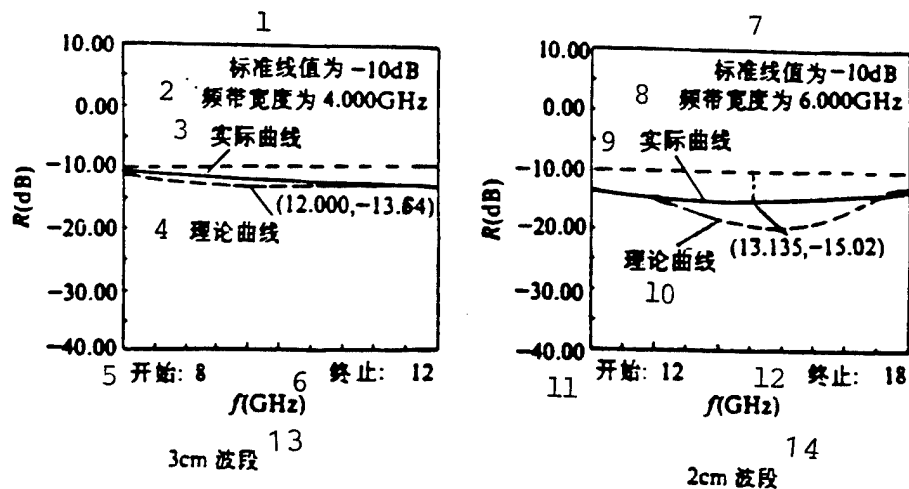 1
10.00
标准线值为 -10dB
2 频带宽度为 4.000GHz
0.00
3 实际曲线
-10.00
(12.000,-13.64)
4 理论曲线
-20.00
R(dB)
-30.00
-40.00
5 开始: 8 6 终止: 12
f(GHz)
13
3cm 波段
7
10.00
标准线值为 -10dB
8 频带宽度为 6.000GHz
0.00
9 实际曲线
-10.00
-20.00
R(dB)
理论曲线 (13.135,-15.02)
10
-30.00
-40.00
11 开始: 12 12 终止: 18
f(GHz)
14
2cm 波段